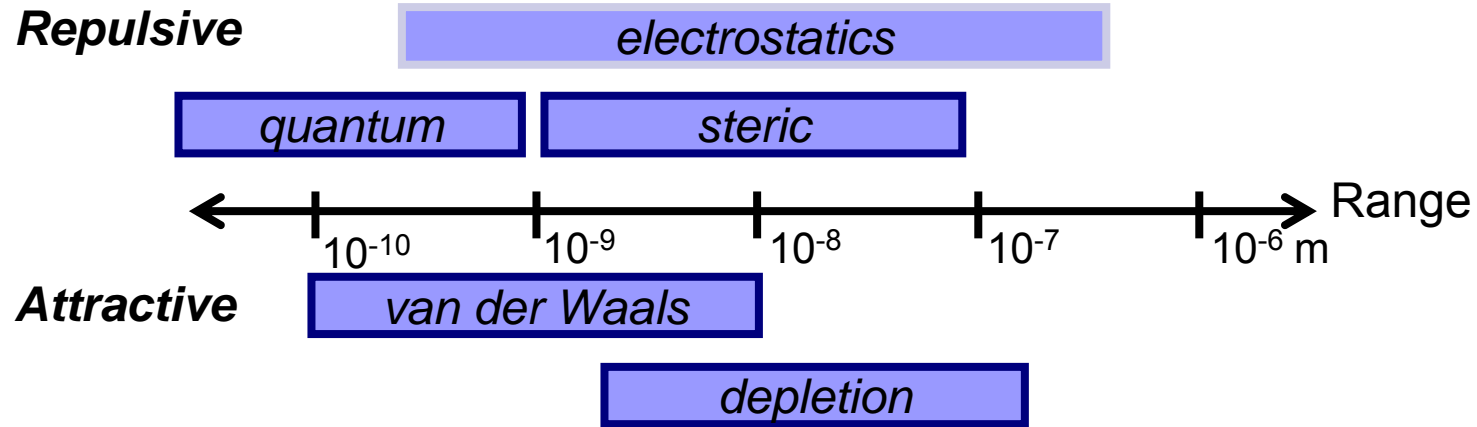 Repulsive
electrostatics
quantum
steric
Range
10⁻¹⁰
10⁻⁹
10⁻⁸
10⁻⁷
10⁻⁶ m
Attractive
van der Waals
depletion